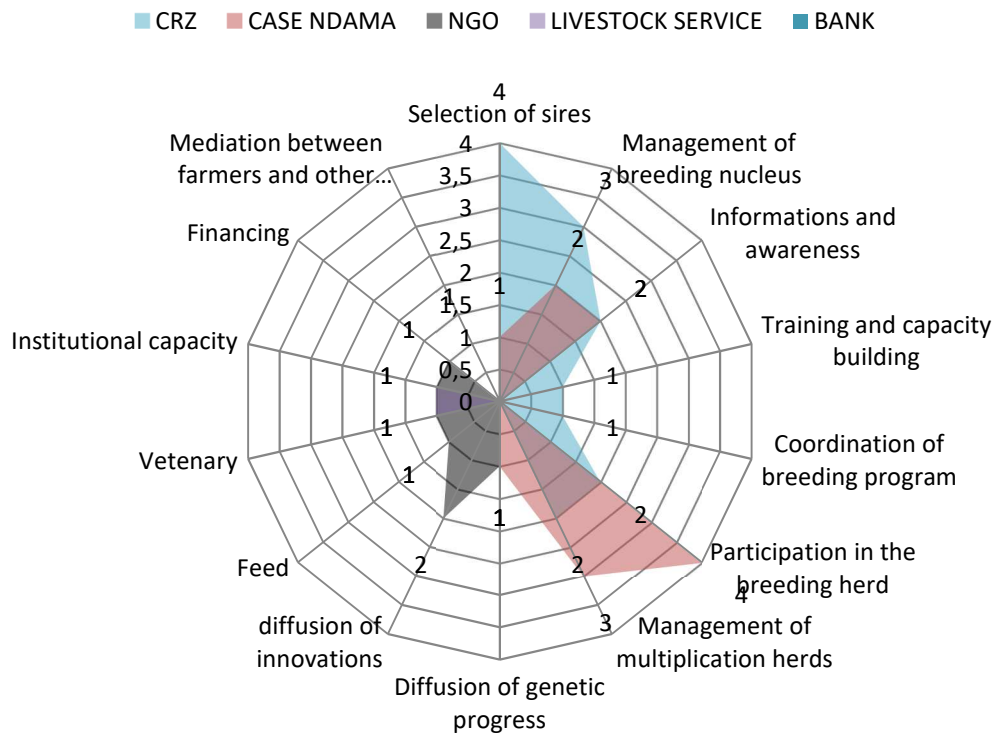 CRZ CASE NDAMA NGO LIVESTOCK SERVICE BANK
4
Selection of sires
Mediation between
farmers and other...
Management of
breeding nucleus
4
3,5
3
2,5
2
1,5
1
0,5
0
3
2
1
1
Financing
Informations and
awareness
2
1
Institutional capacity
Training and capacity
building
1
1
Vetenary
Coordination of
breeding program
1
1
Feed
Participation in the
breeding herd
1
2
4
diffusion of
innovations
Management of
multiplication herds
2
1
2
3
Diffusion of genetic
progress